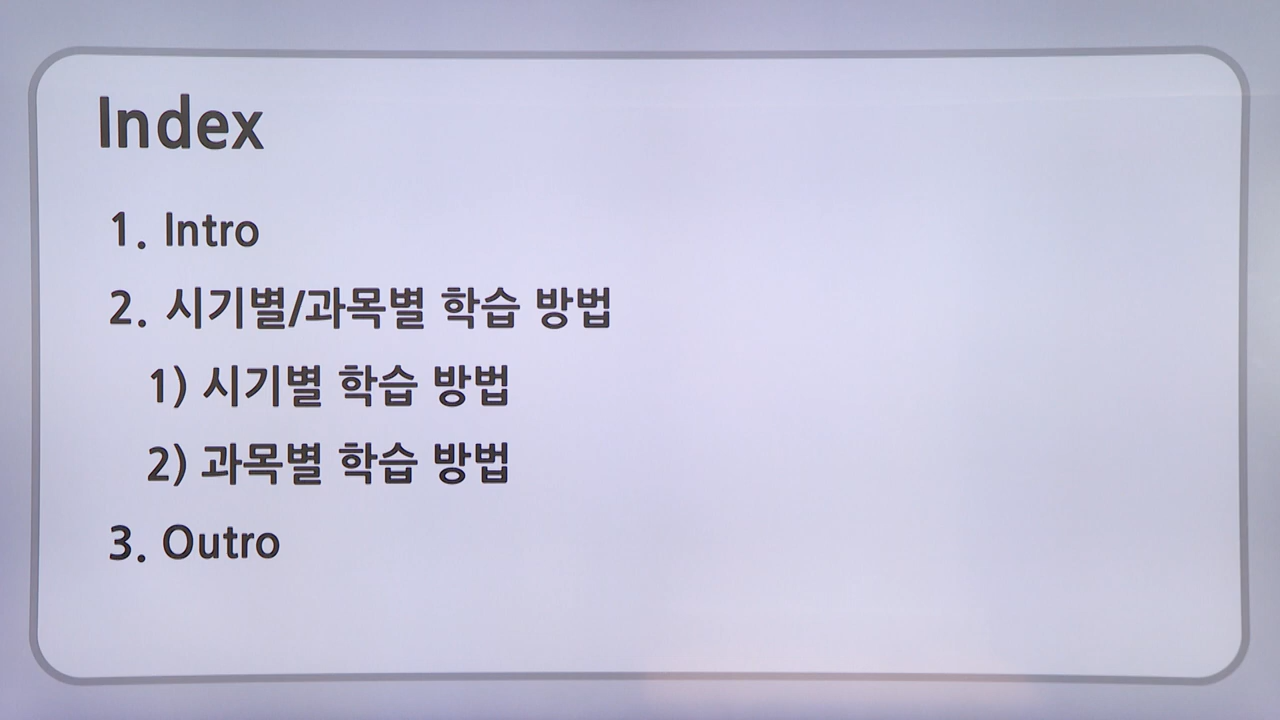 Index
1. Intro
2. 시기별/과목별 학습 방법
1) 시기별 학습 방법
2) 과목별 학습 방법
3. Outro